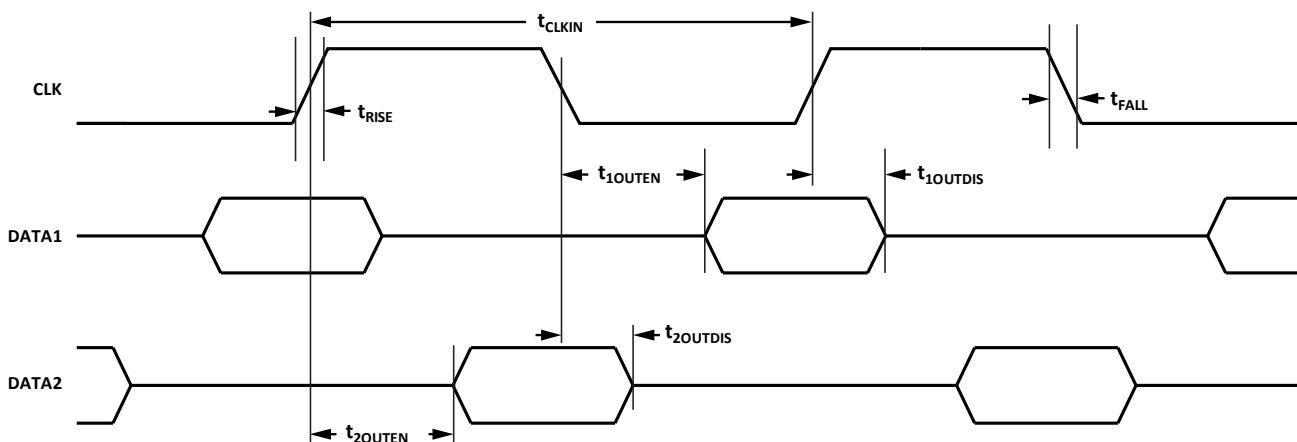 tCLKIN
CLK
tRISE
tFALL
t1OUTEN
t1OUTDIS
DATA1
t2OUTDIS
DATA2
t2OUTEN